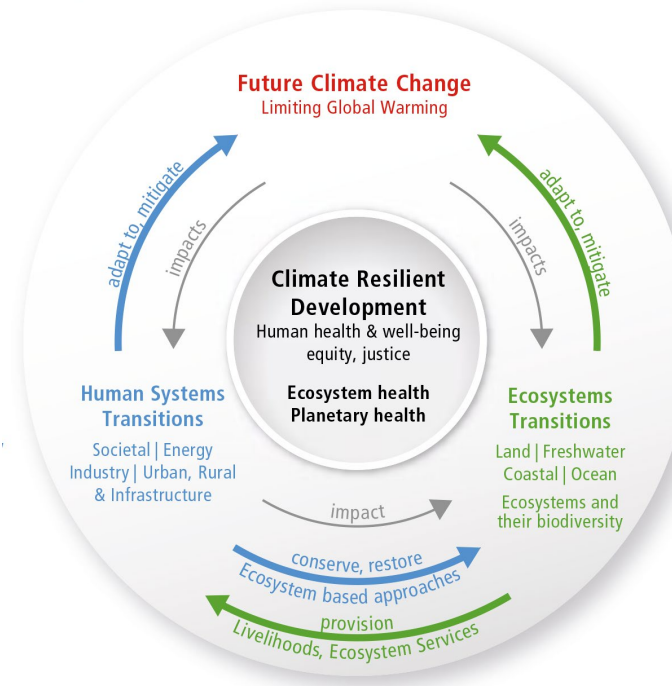 Future Climate Change
Limiting Global Warming
adapt to, mitigate
impacts
impacts
adapt to, mitigate
Climate Resilient
Development
Human health & well-being
equity, justice
Ecosystem health
Planetary health
Human Systems
Transitions
Societal | Energy
Industry | Urban, Rural
& Infrastructure
Ecosystems
Transitions
Land | Freshwater
Coastal | Ocean
Ecosystems and
their biodiversity
impact
conserve, restore
Ecosystem based approaches
provision
Livelihoods, Ecosystem Services